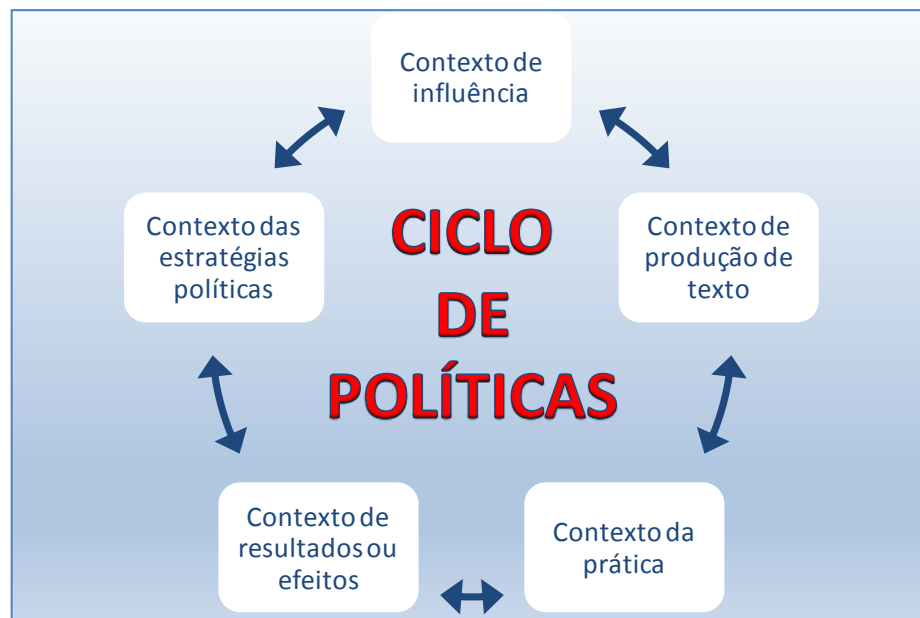 Contexto de
influência
Contexto das
estratégias
políticas
CICLO
DE
POLÍTICAS
Contexto de
produção de
texto
Contexto de
resultados ou
efeitos
Contexto da
prática